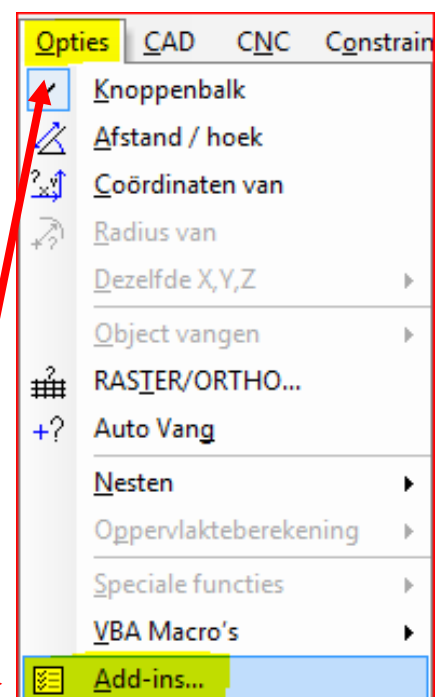 Opties CAD CNC Constrain
Knoppenbalk
Afstand / hoek
Coördinaten van
Radius van
Dezelfde X,Y,Z
Object vangen
RASTER/ORTHO...
Auto Vang
Nesten
Oppervlakteberekening
Speciale functies
VBA Macro's
Add-ins...